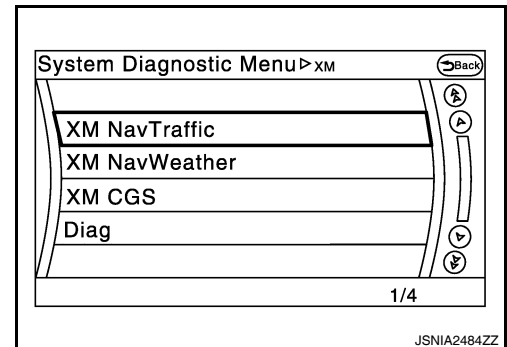 System Diagnostic Menu▷XM
Back
XM NavTraffic
XM NavWeather
XM CGS
Diag
1/4
JSNIA2484ZZ